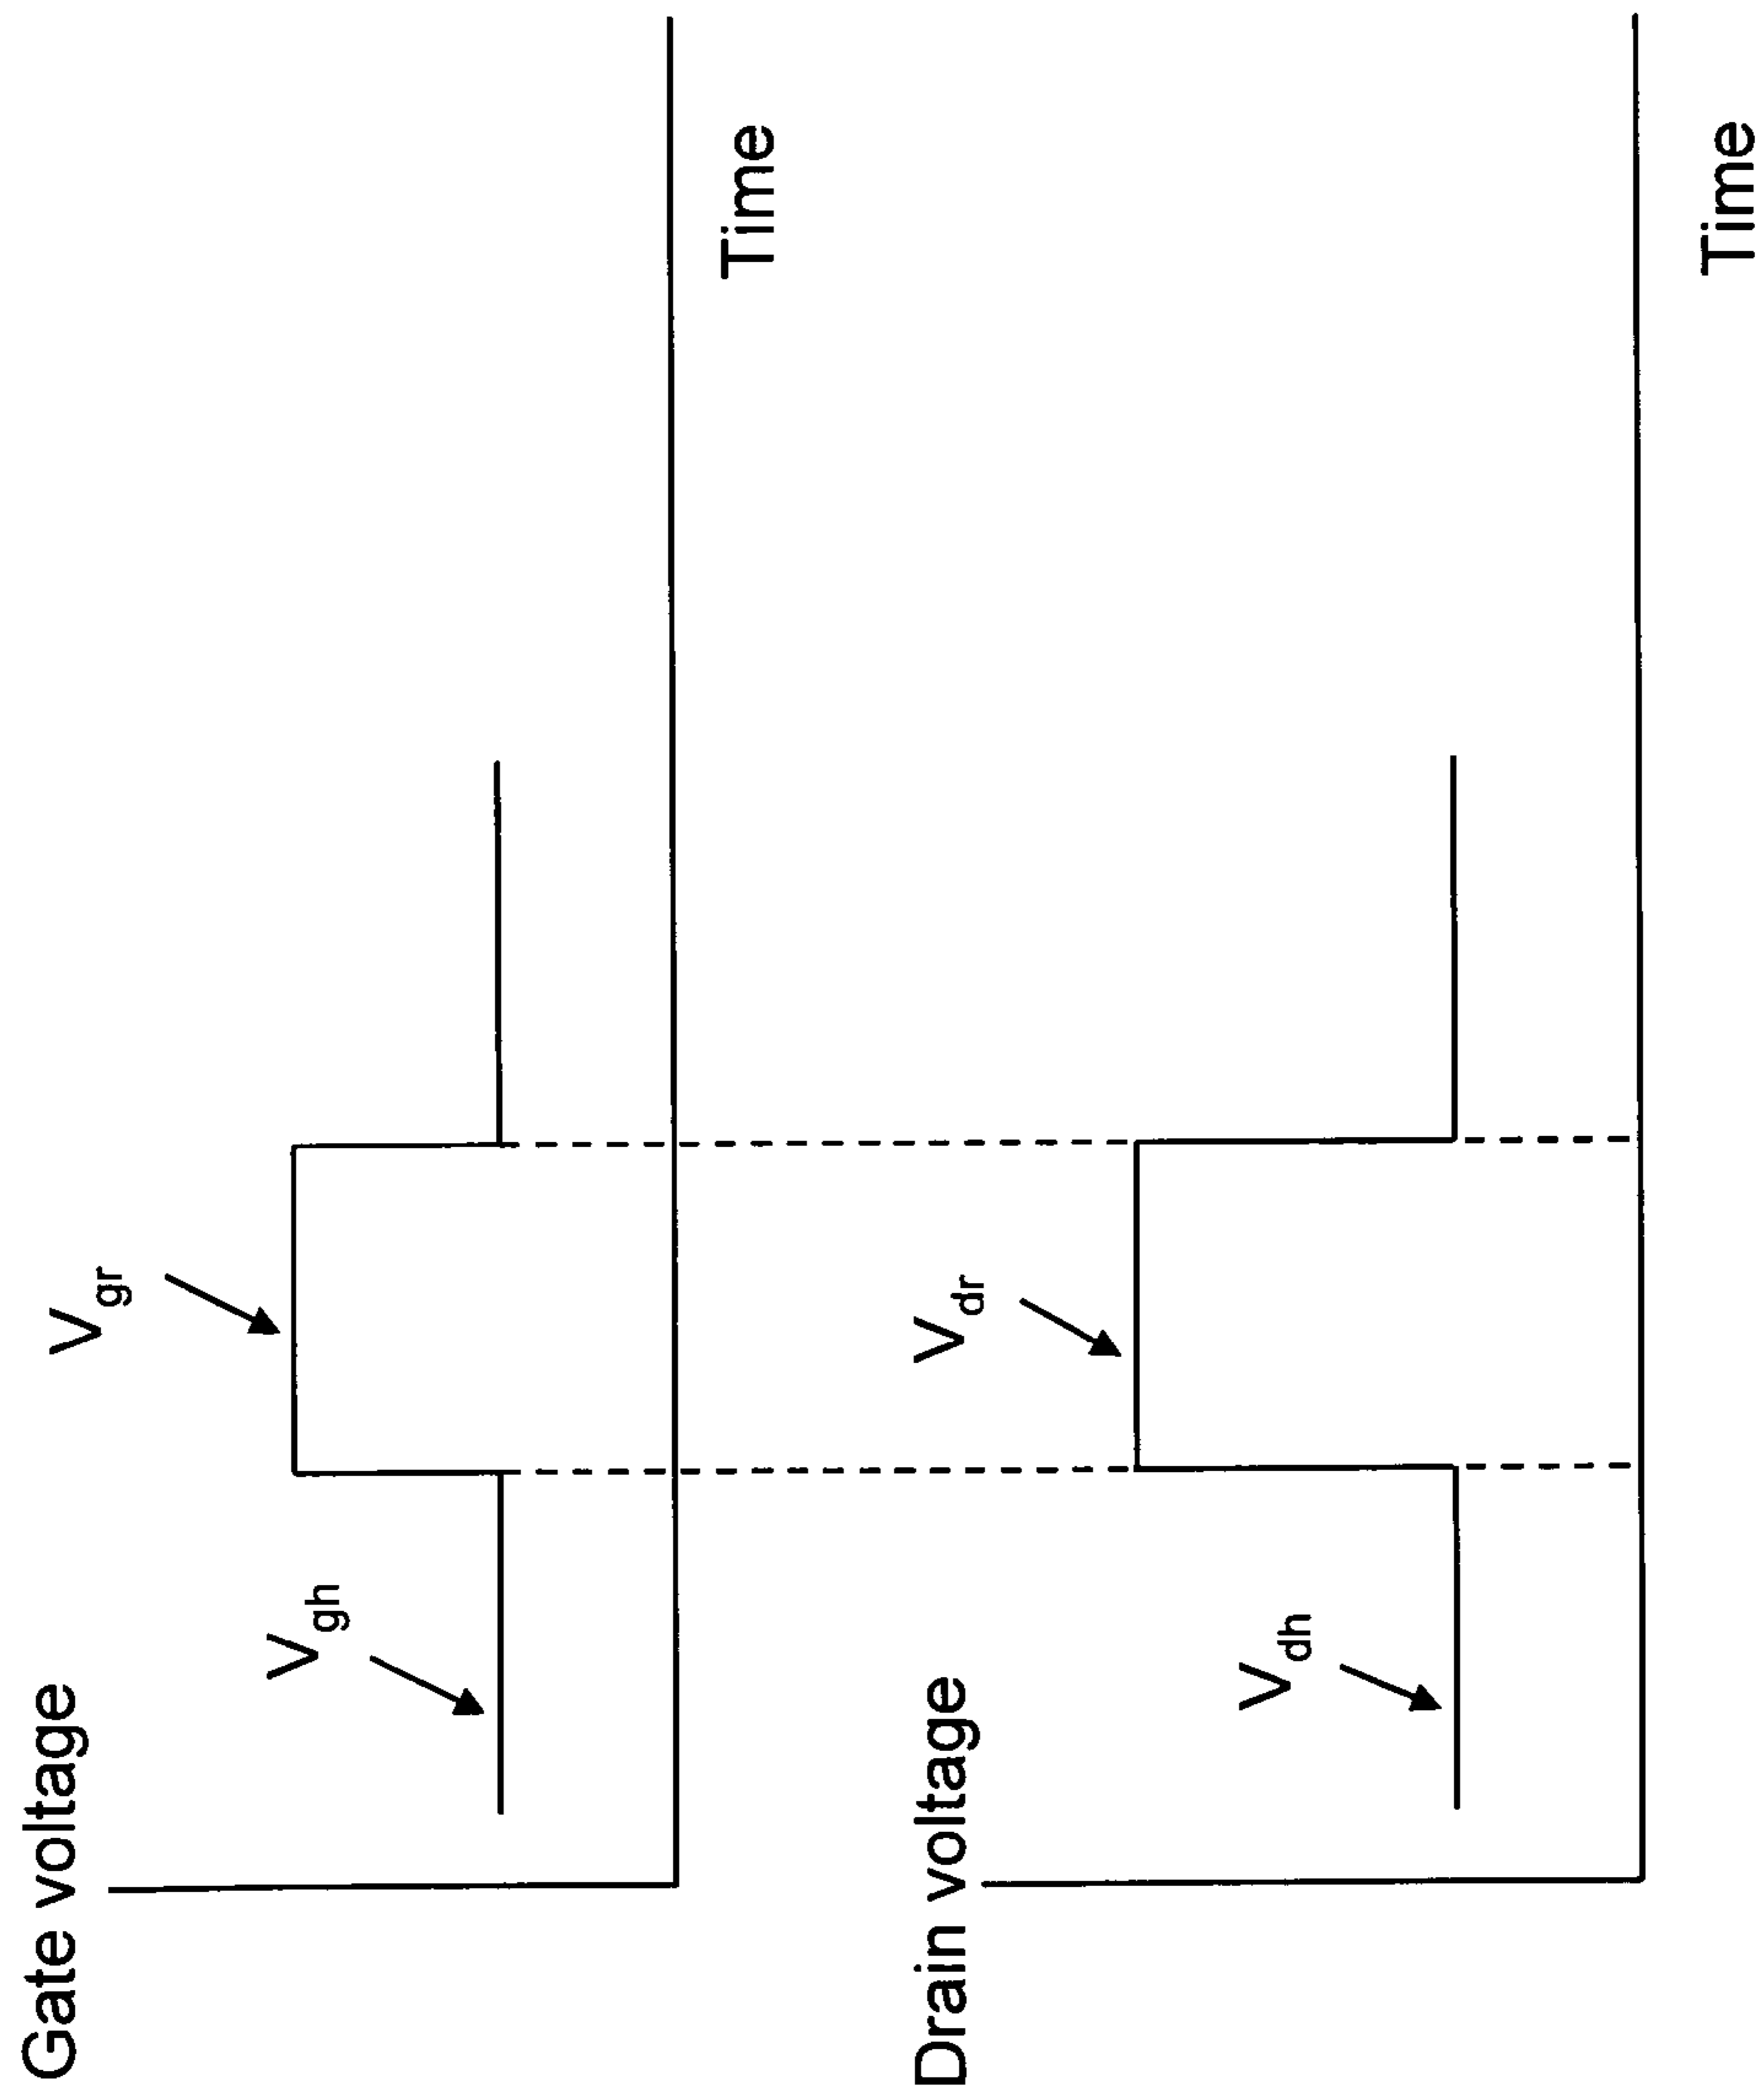 Gate voltage
Vgh
Vgr
Time
Drain voltage
Vdh
Vdr
Time